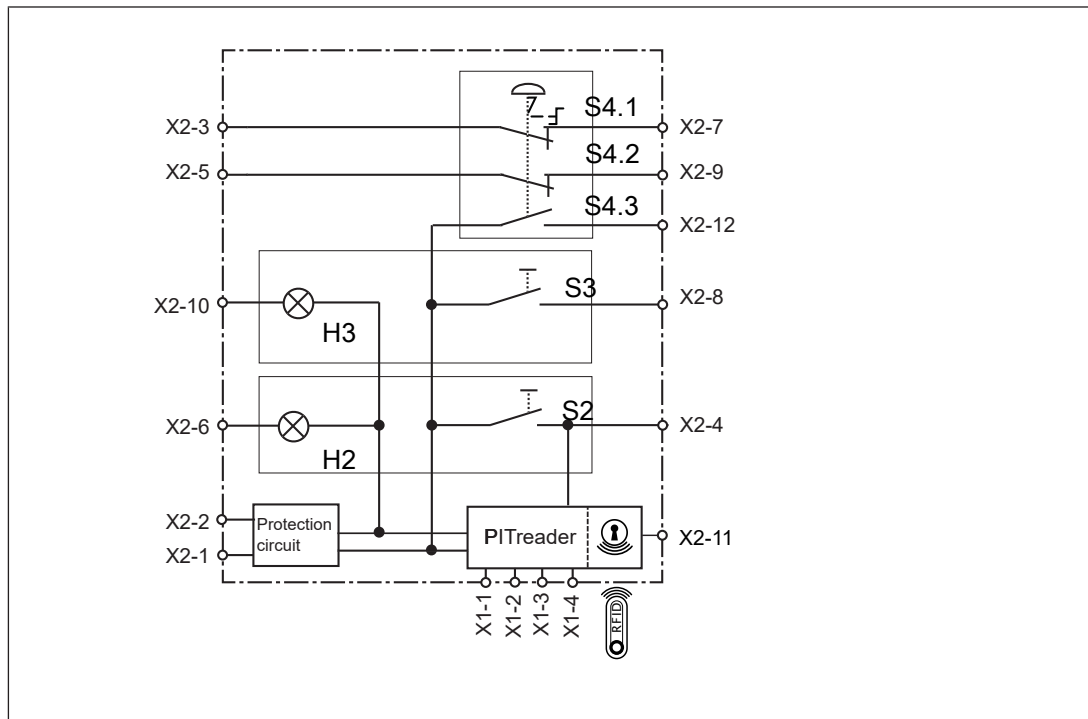 S4.1
X2-3
X2-7
S4.2
X2-5
X2-9
S4.3
X2-12
S3
X2-10
X2-8
H3
S2
X2-6
X2-4
H2
X2-2
Protection
circuit
X2-1
PITreader
X2-11
X1-1
X1-2
X1-3
X1-4
RFID